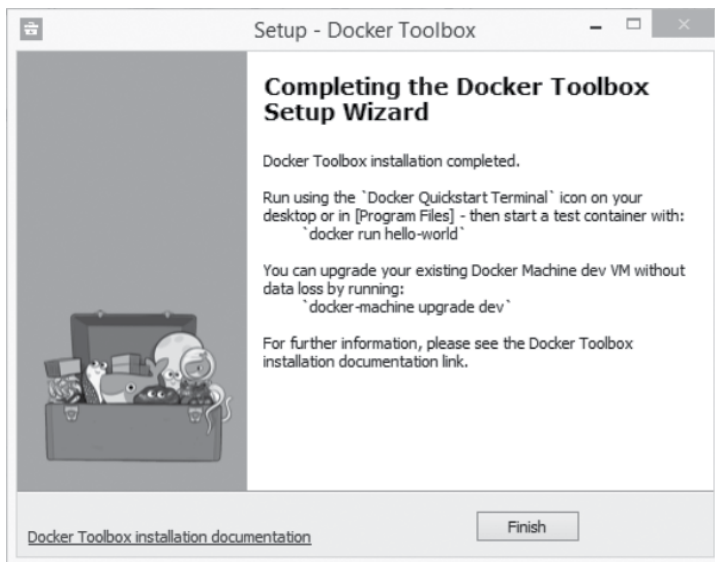 Setup - Docker Toolbox
Completing the Docker Toolbox
Setup Wizard
Docker Toolbox installation completed.
Run using the `Docker Quickstart Terminal` icon on your
desktop or in [Program Files] - then start a test container with:
`docker run hello-world`
You can upgrade your existing Docker Machine dev VM without
data loss by running:
`docker-machine upgrade dev`
For further information, please see the Docker Toolbox
installation documentation link.
Docker Toolbox installation documentation
Finish